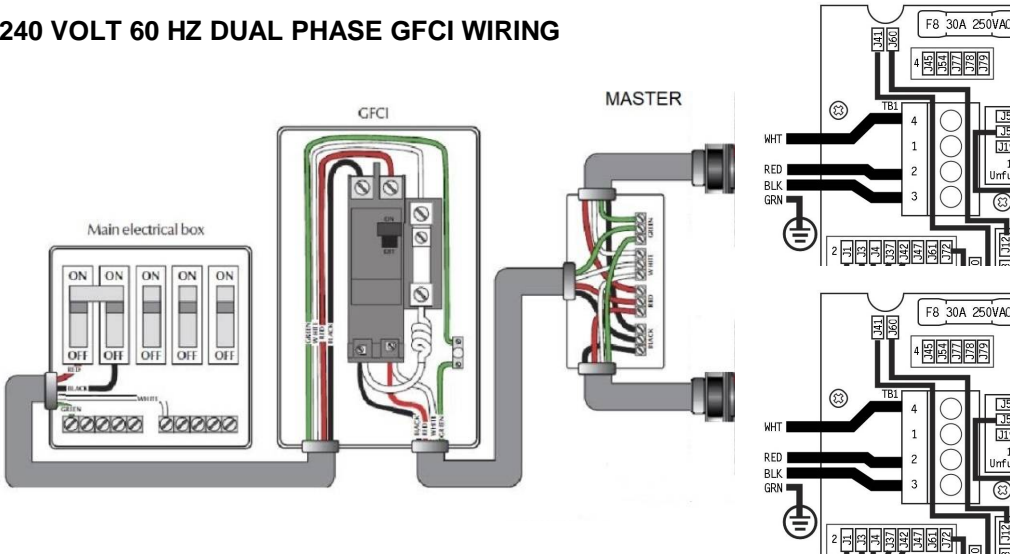 240 VOLT 60 HZ DUAL PHASE GFCI WIRING
GFCI
MASTER
Main electrical box
ON ON ON ON ON
OFF OFF OFF OFF OFF
RED
BLACK
WHITE
GREEN
ON
OFF
GREEN
WHITE
RED
BLACK
BLACK
RED
WHITE
GREEN
GREEN
WHITE
RED
BLACK
F8 30A 250VAC
J41
J60
4 J45 J54 J77 J78 J79
TB1
4
1
2
3
WHT
RED
BLK
GRN
2 J1 J3 J4 J37 J42 J47 J61 J72
J12
F8 30A 250VAC
J41
J60
4 J45 J54 J77 J78 J79
TB1
4
1
2
3
WHT
RED
BLK
GRN
2 J1 J3 J4 J37 J42 J47 J61 J72
J12